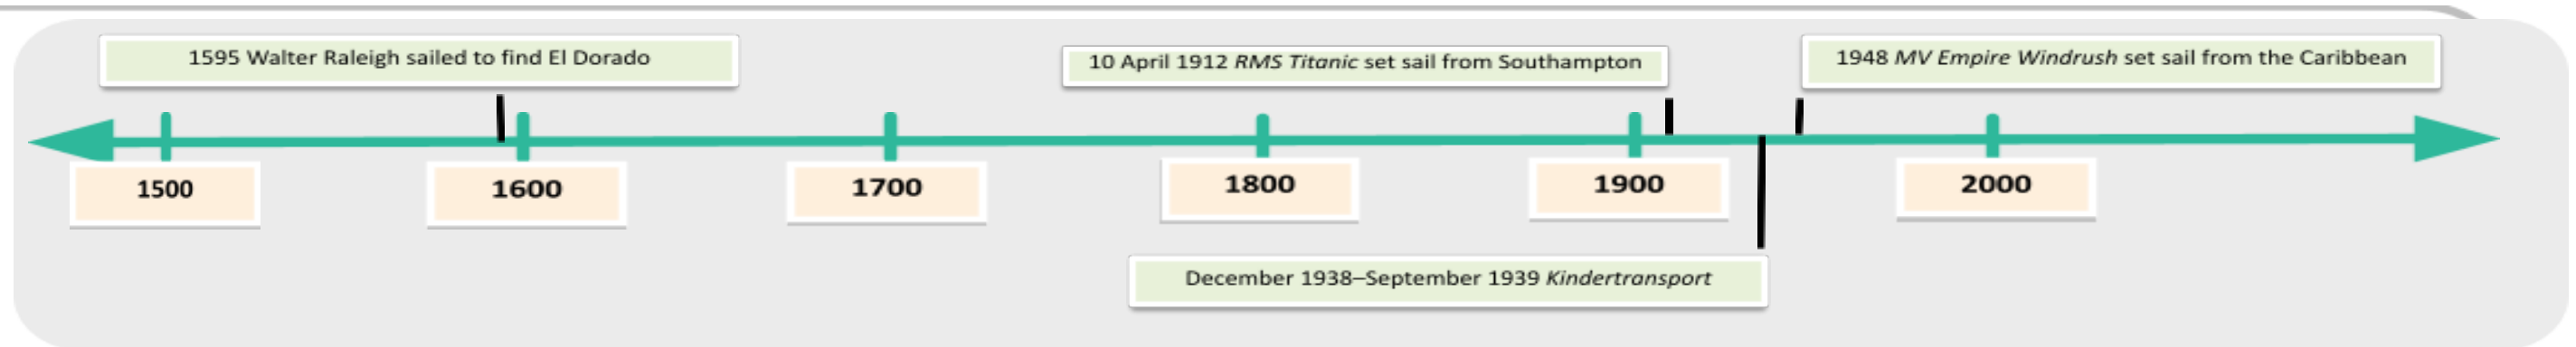 1595 Walter Raleigh sailed to find El Dorado
10 April 1912 RMS Titanic set sail from Southampton
1948 MV Empire Windrush set sail from the Caribbean
1500
1600
1700
1800
1900
2000
December 1938–September 1939 Kindertransport